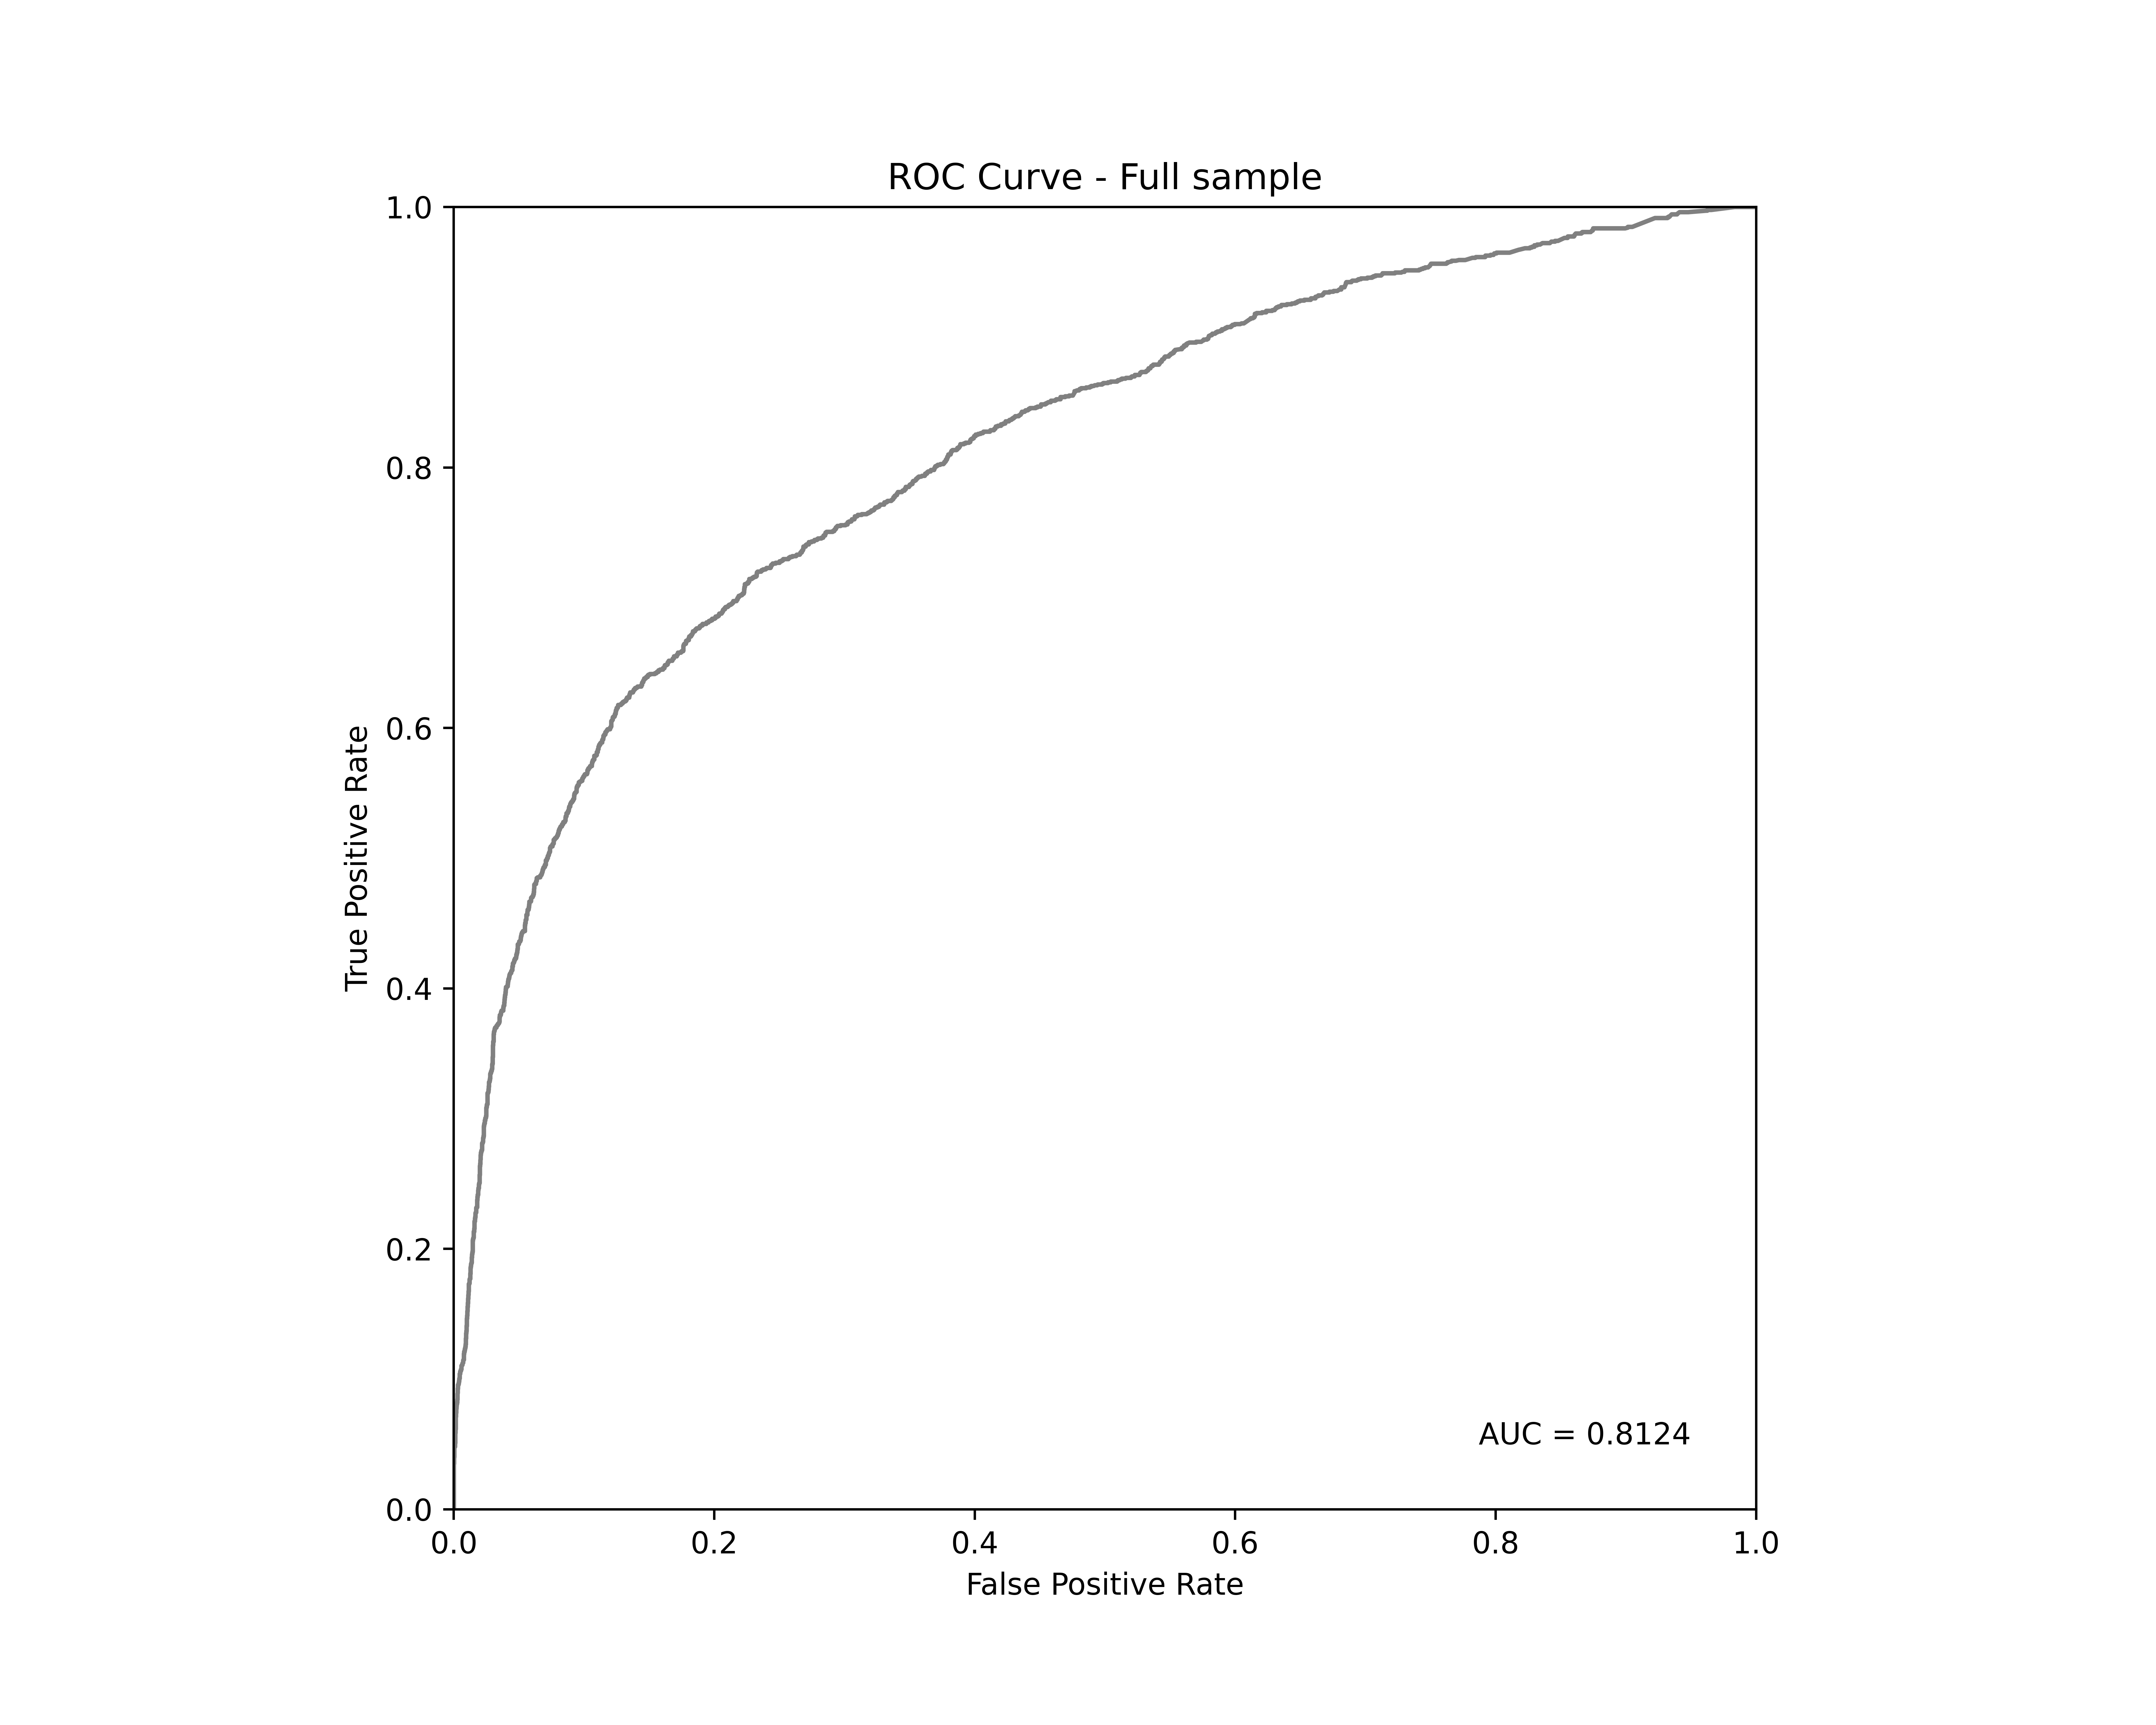 ROC Curve - Full sample
1.0
0.8
0.6
0.4
0.2
0.0
True Positive Rate
AUC = 0.8124
0.0 0.2 0.4 0.6 0.8 1.0
False Positive Rate